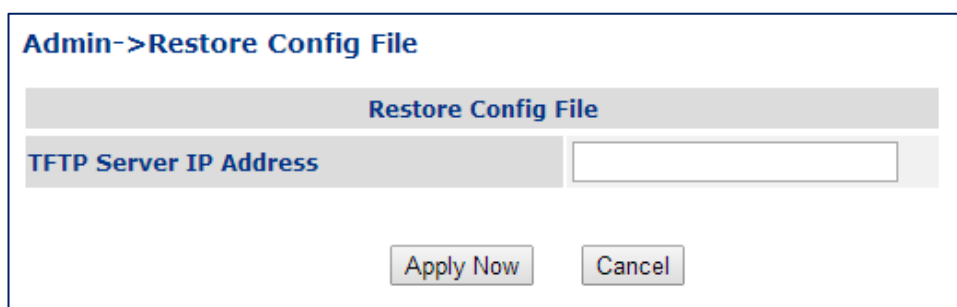 Admin->Restore Config File
Restore Config File
TFTP Server IP Address
Apply Now Cancel